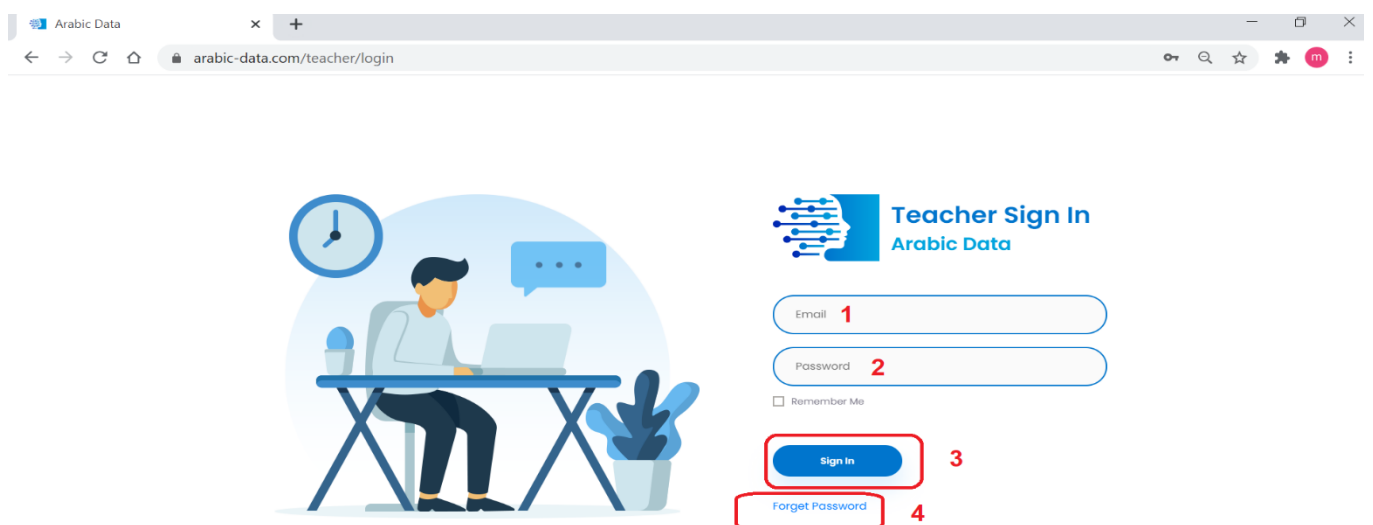 Arabic Data
arabic-data.com/teacher/login
m
Teacher Sign In
Arabic Data
Email 1
Password 2
Remember Me
Sign In 3
Forget Password 4